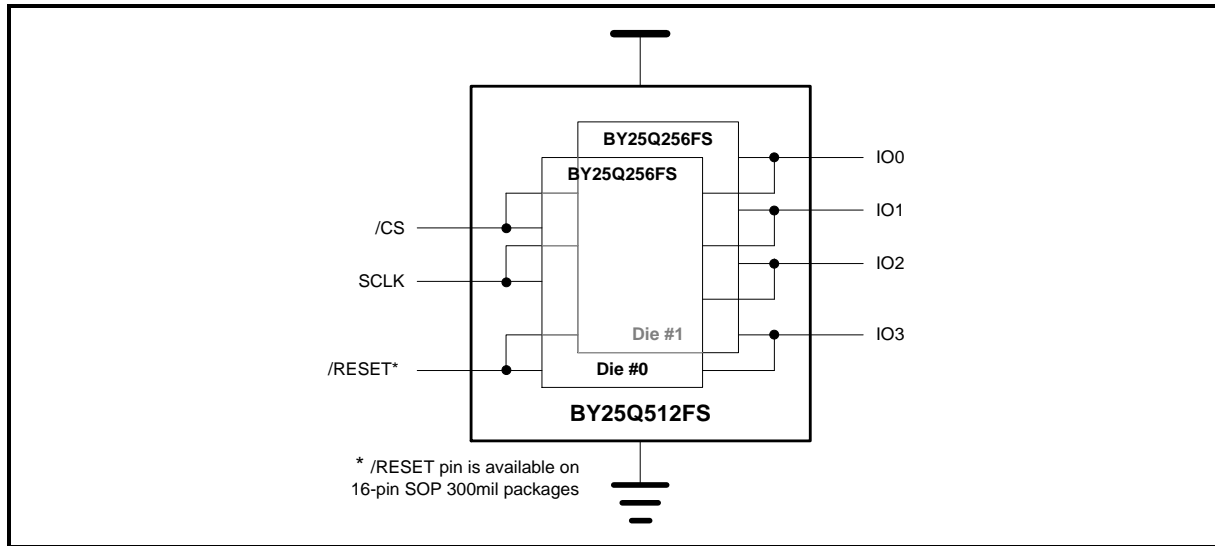 BY25Q256FS
BY25Q256FS
/CS
SCLK
/RESET*
IO0
IO1
IO2
IO3
Die #1
Die #0
BY25Q512FS
* /RESET pin is available on
16-pin SOP 300mil packages